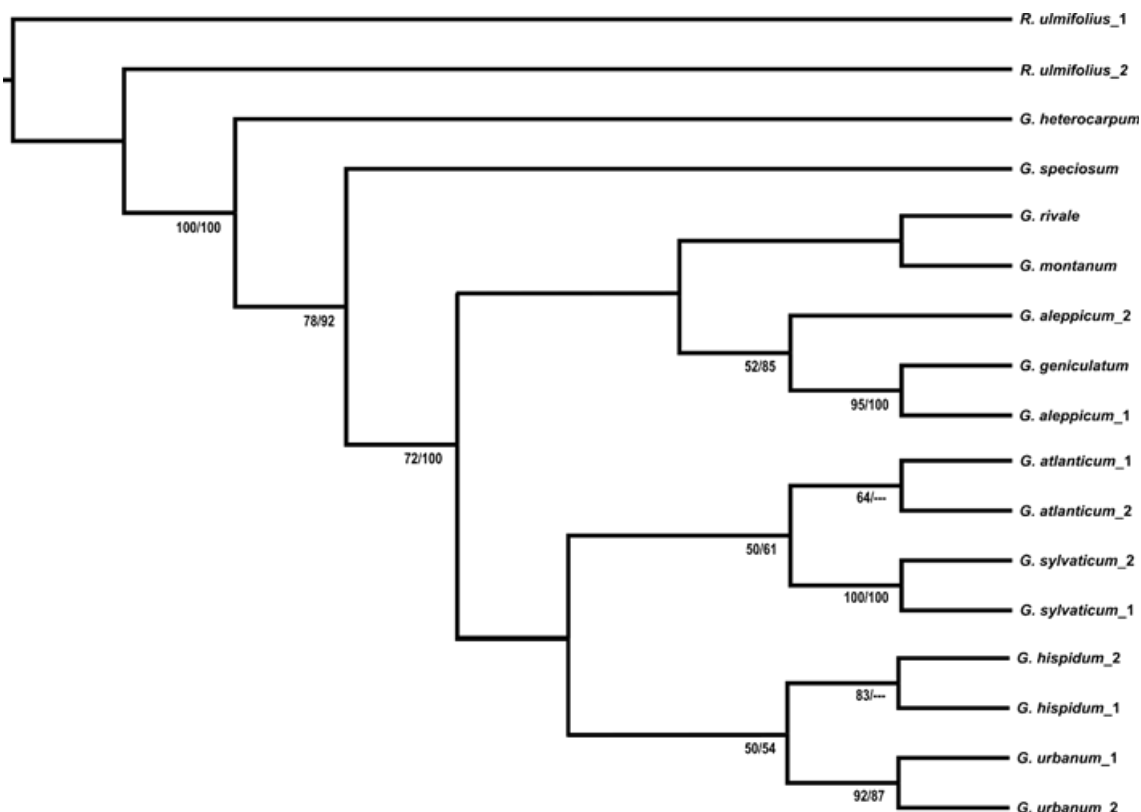 R. ulmifolius_1
R. ulmifolius_2
G. heterocarpum
G. speciosum
G. rivale
100/100
G. montanum
G. aleppicum_2
78/92
G. geniculatum
52/85
95/100
G. aleppicum_1
72/100
G. atlanticum_1
64/---
G. atlanticum_2
50/61
G. sylvaticum_2
100/100
G. sylvaticum_1
G. hispidum_2
83/---
G. hispidum_1
50/54
G. urbanum_1
92/87
G. urbanum_2